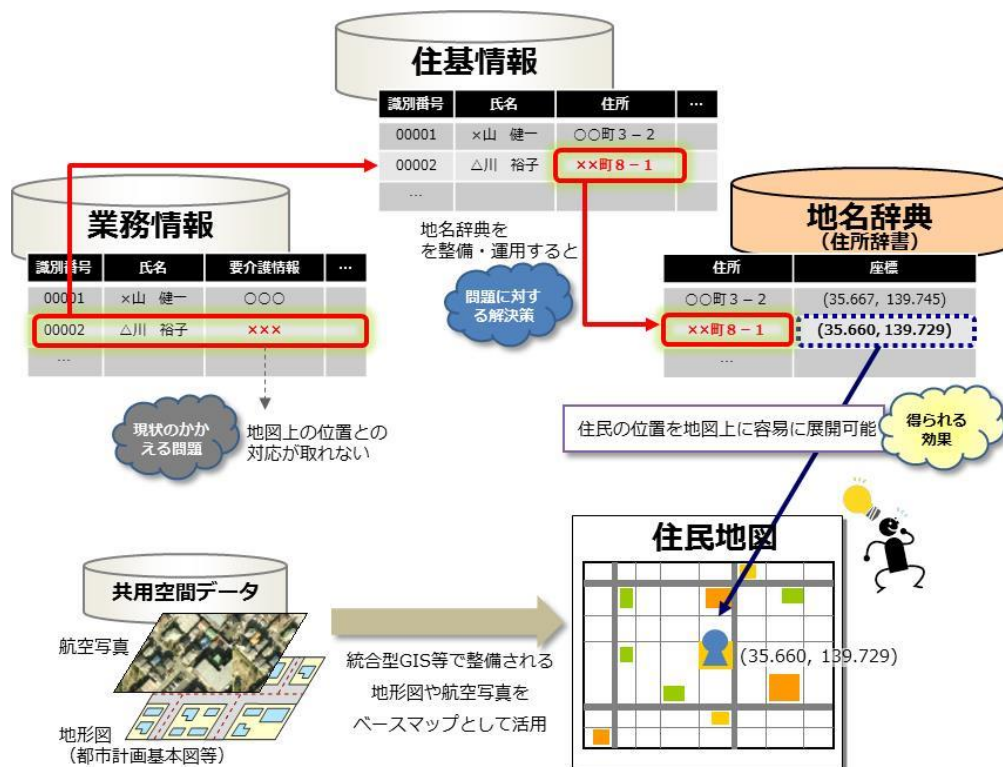 住基情報
識別番号 氏名 住所 …
00001 ×山 健一 ○○町3－2
00002 △川 裕子 ××町8－1
…
業務情報
識別番号 氏名 要介護情報 …
00001 ×山 健一 ○○○
00002 △川 裕子 ×××
…
地名辞典を
を整備・運用すると
問題に対す
る解決策
地名辞典
(住所辞書)
住所 座標
○○町3－2 (35.667, 139.745)
××町8－1 (35.660, 139.729)
…
現状のかか
える問題
地図上の位置との
対応が取れない
住民の位置を地図上に容易に展開可能
得られる
効果
共用空間データ
航空写真
地形図
（都市計画基本図等）
統合型GIS等で整備される
地形図や航空写真を
ベースマップとして活用
住民地図
(35.660, 139.729)